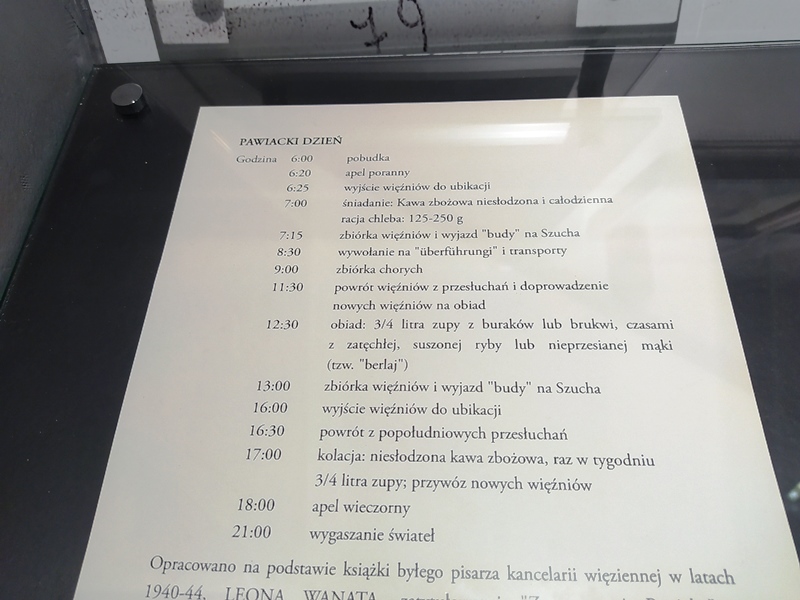 79
PAWIACKI DZIEŃ
Godzina 6:00 pobudka
6:20 apel poranny
6:25 wyjście więźniów do ubikacji
7:00 śniadanie: Kawa zbożowa niesłodzona i całodzienna
racja chleba: 125-250 g
7:15 zbiórka więźniów i wyjazd "budy" na Szucha
8:30 wywołanie na "überführungi" i transporty
9:00 zbiórka chorych
11:30 powrót więźniów z przesłuchań i doprowadzenie
nowych więźniów na obiad
12:30 obiad: 3/4 litra zupy z buraków lub brukwi, czasami
z zatęchłej, suszonej ryby lub nieprzesianej mąki
(tzw. "berlaj")
13:00 zbiórka więźniów i wyjazd "budy" na Szucha
16:00 wyjście więźniów do ubikacji
16:30 powrót z popołudniowych przesłuchań
17:00 kolacja: niesłodzona kawa zbożowa, raz w tygodniu
3/4 litra zupy; przywóz nowych więźniów
18:00 apel wieczorny
21:00 wygaszanie świateł
Opracowano na podstawie książki byłego pisarza kancelarii więziennej w latach
1940-44, LEONA WANATA,